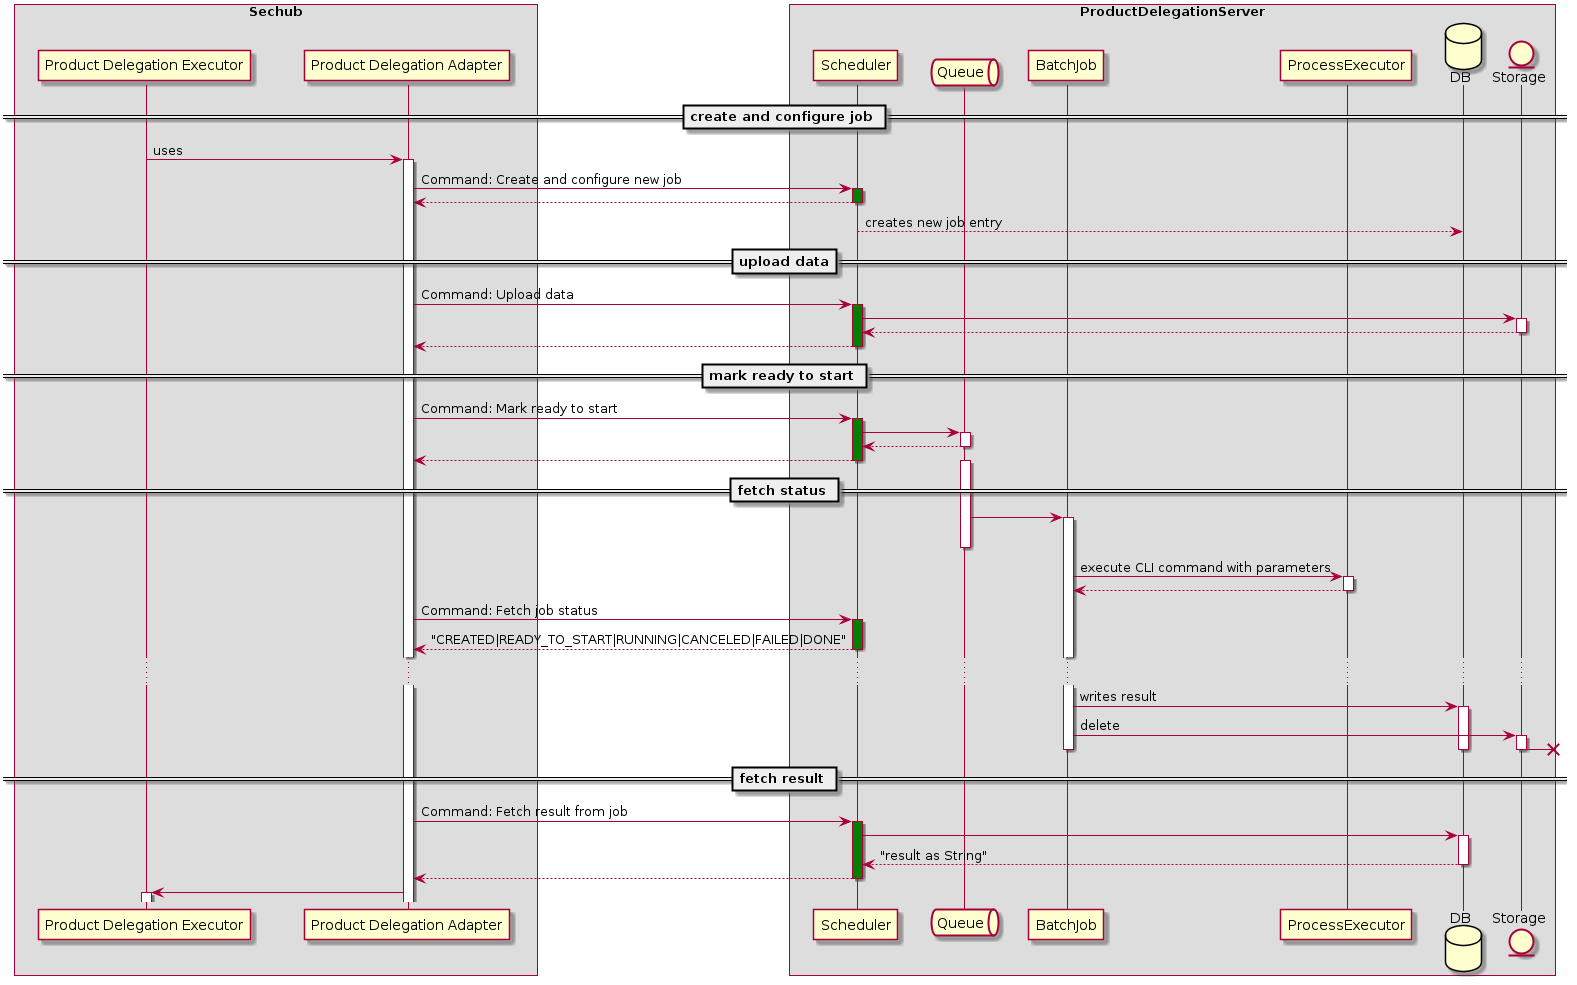 Sechub
ProductDelegationServer
Product Delegation Executor
Product Delegation Adapter
Scheduler
Queue
BatchJob
ProcessExecutor
DB
Storage
create and configure job
uses
Command: Create and configure new job
creates new job entry
upload data
Command: Upload data
mark ready to start
Command: Mark ready to start
fetch status
execute CLI command with parameters
Command: Fetch job status
"CREATED|READY_TO_START|RUNNING|CANCELED|FAILED|DONE"
writes result
delete
fetch result
Command: Fetch result from job
"result as String"
Product Delegation Executor
Product Delegation Adapter
Scheduler
Queue
BatchJob
ProcessExecutor
DB
Storage